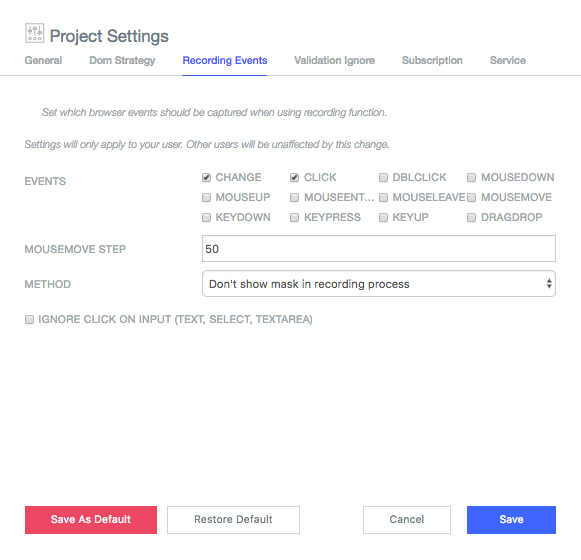 Project Settings
General Dom Strategy Recording Events Validation Ignore Subscription Service
Set which browser events should be captured when using recording function.
Settings will only apply to your user. Other users will be unaffected by this change.
EVENTS CHANGE CLICK DBLCLICK MOUSEDOWN
MOUSEUP MOUSEENT... MOUSELEAVE MOUSEMOVE
KEYDOWN KEYPRESS KEYUP DRAGDROP
MOUSEMOVE STEP 50
METHOD Don't show mask in recording process
IGNORE CLICK ON INPUT (TEXT, SELECT, TEXTAREA)
Save As Default Restore Default Cancel Save